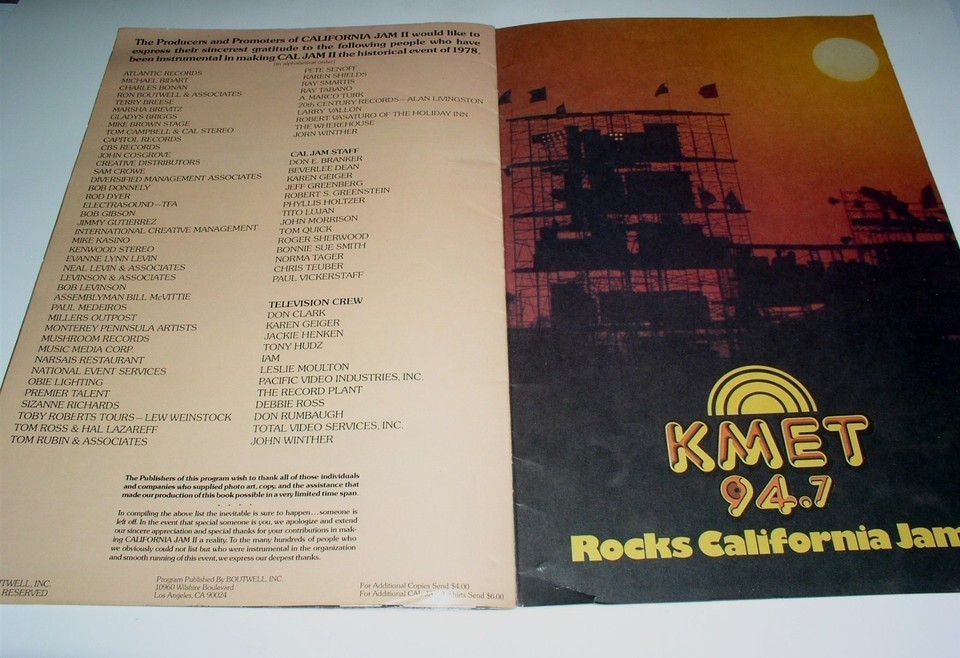 The Producers and Promoters of CALIFORNIA JAM II would like to
express their sincerest gratitude to the following people who have
been instrumental in making CAL JAM II the historical event of 1978.
(in alphabetical order)
ATLANTIC RECORDS
MICHAEL BIDART
CHARLES BONAN
RON BOUTWELL & ASSOCIATES
TERRY BREESE
MARSHA BREVITZ
GLADYS BRIGGS
MIKE BROWN STAGE
TOM CAMPBELL & CAL STEREO
CAPITOL RECORDS
CBS RECORDS
JOHN COSGROVE
CREATIVE DISTRIBUTORS
SAM CROWE
DIVERSIFIED MANAGEMENT ASSOCIATES
BOB DONNELY
ROD DYER
ELECTRASOUND—TFA
BOB GIBSON
JIMMY GUTIERREZ
INTERNATIONAL CREATIVE MANAGEMENT
MIKE KASINO
KENWOOD STEREO
EVANNE LYNN LEVIN
NEAL LEVIN & ASSOCIATES
LEVINSON & ASSOCIATES
BOB LEVINSON
ASSEMBLYMAN BILL McVITTIE
PAUL MEDEIROS
MILLERS OUTPOST
MONTEREY PENINSULA ARTISTS
MUSHROOM RECORDS
MUSIC MEDIA CORP.
NARSAIS RESTAURANT
NATIONAL EVENT SERVICES
OBIE LIGHTING
PREMIER TALENT
SIZANNE RICHARDS
TOBY ROBERTS TOURS—LEW WEINSTOCK
TOM ROSS & HAL LAZAREFF
TOM RUBIN & ASSOCIATES
PETE SENOFF
KAREN SHIELDS
RAY SMARTIS
RAY TABANO
A. MARCO TURK
20th CENTURY RECORDS—ALAN LIVINGSTON
LARRY VALLON
ROBERT VASATURO OF THE HOLIDAY INN
THE WHEREHOUSE
JORN WINTHER
CAL JAM STAFF
DON E. BRANKER
BEVERLEE DEAN
KAREN GEIGER
JEFF GREENBERG
ROBERT S. GREENSTEIN
PHYLLIS HOLTZER
TITO LUJAN
JOHN MORRISON
TOM QUICK
ROGER SHERWOOD
BONNIE SUE SMITH
NORMA TAGER
CHRIS TEUBER
PAUL VICKERSTAFF
TELEVISION CREW
DON CLARK
KAREN GEIGER
JACKIE HENKEN
TONY HUDZ
IAM
LESLIE MOULTON
PACIFIC VIDEO INDUSTRIES, INC.
THE RECORD PLANT
DEBBIE ROSS
DON RUMBAUGH
TOTAL VIDEO SERVICES, INC.
JOHN WINTHER
The Publishers of this program wish to thank all of those individuals
and companies who supplied photo art, copy, and the assistance that
made our production of this book possible in a very limited time span.
In compiling the above list the inevitable is sure to happen...someone is
left off. In the event that special someone is you, we apologize and extend
our sincere appreciation and special thanks for your contributions in mak-
ing CALIFORNIA JAM II a reality. To the many hundreds of people who
we obviously could not list but who were instrumental in the organization
and smooth running of this event, we express our deepest thanks.
TWELL, INC.
RESERVED
Program Published By BOUTWELL, INC.
10960 Wilshire Boulevard
Los Angeles, CA 90024
For Additional Copies Send $4.00
For Additional Send $6.00
KMET
94.7
Rocks California Jam